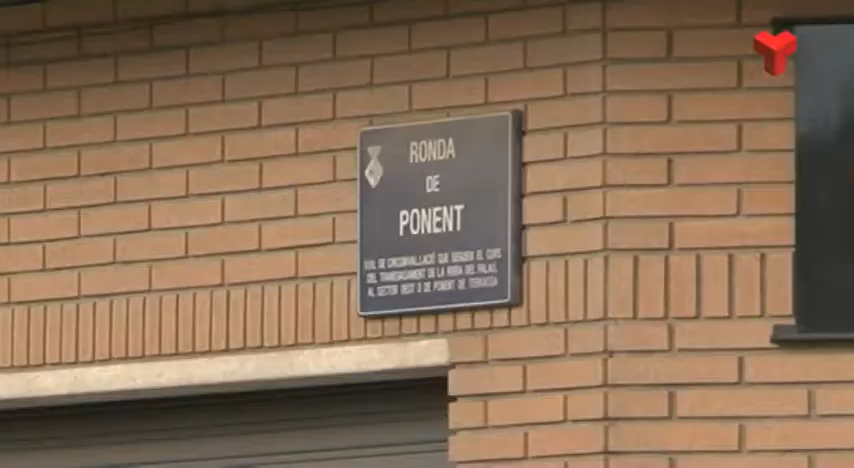 RONDA
DE
PONENT
VIAL DE CIRCUMVAL·LACIÓ QUE SEGUEIX EL CURS
DEL TRANSVASAMENT DE LA RIERA DEL PALAU,
AL SECTOR OEST O DE PONENT DE TERRASSA